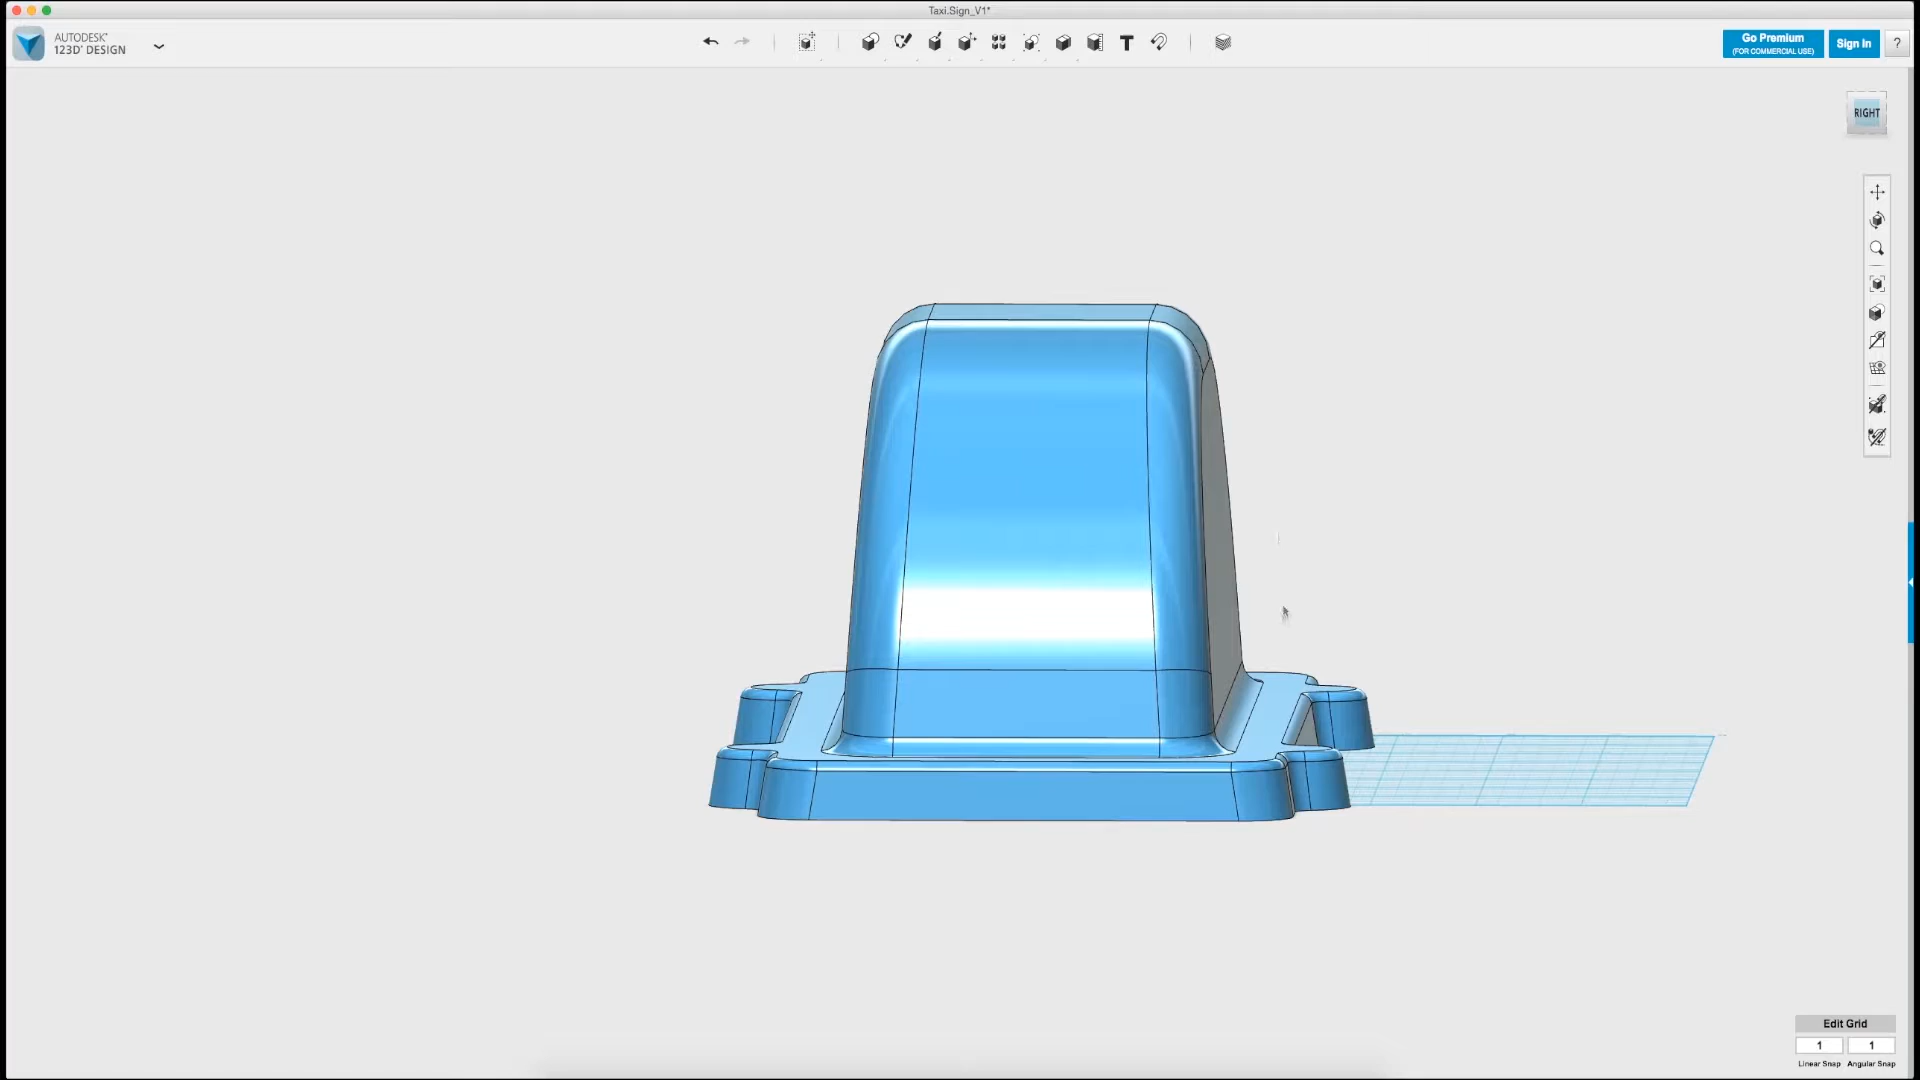 Taxi.Sign_V1*
AUTODESK®
123D® DESIGN
T
Go Premium
(FOR COMMERCIAL USE)
Sign In
?
RIGHT
Edit Grid
1 1
Linear Snap Angular Snap